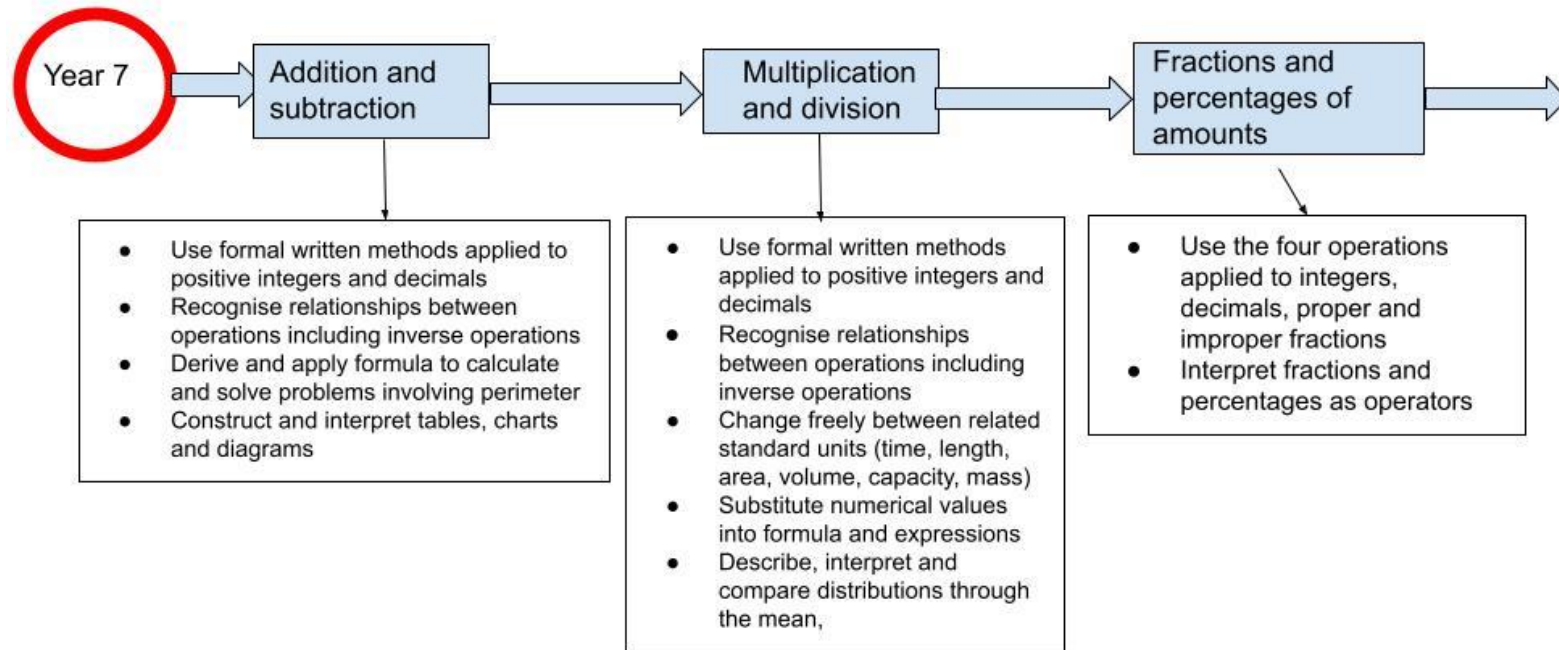 Year 7
Addition and
subtraction
Multiplication
and division
Fractions and
percentages of
amounts
● Use formal written methods applied to
positive integers and decimals
● Recognise relationships between
operations including inverse operations
● Derive and apply formula to calculate
and solve problems involving perimeter
● Construct and interpret tables, charts
and diagrams
● Use formal written methods
applied to positive integers and
decimals
● Recognise relationships
between operations including
inverse operations
● Change freely between related
standard units (time, length,
area, volume, capacity, mass)
● Substitute numerical values
into formula and expressions
● Describe, interpret and
compare distributions through
the mean,
● Use the four operations
applied to integers,
decimals, proper and
improper fractions
● Interpret fractions and
percentages as operators